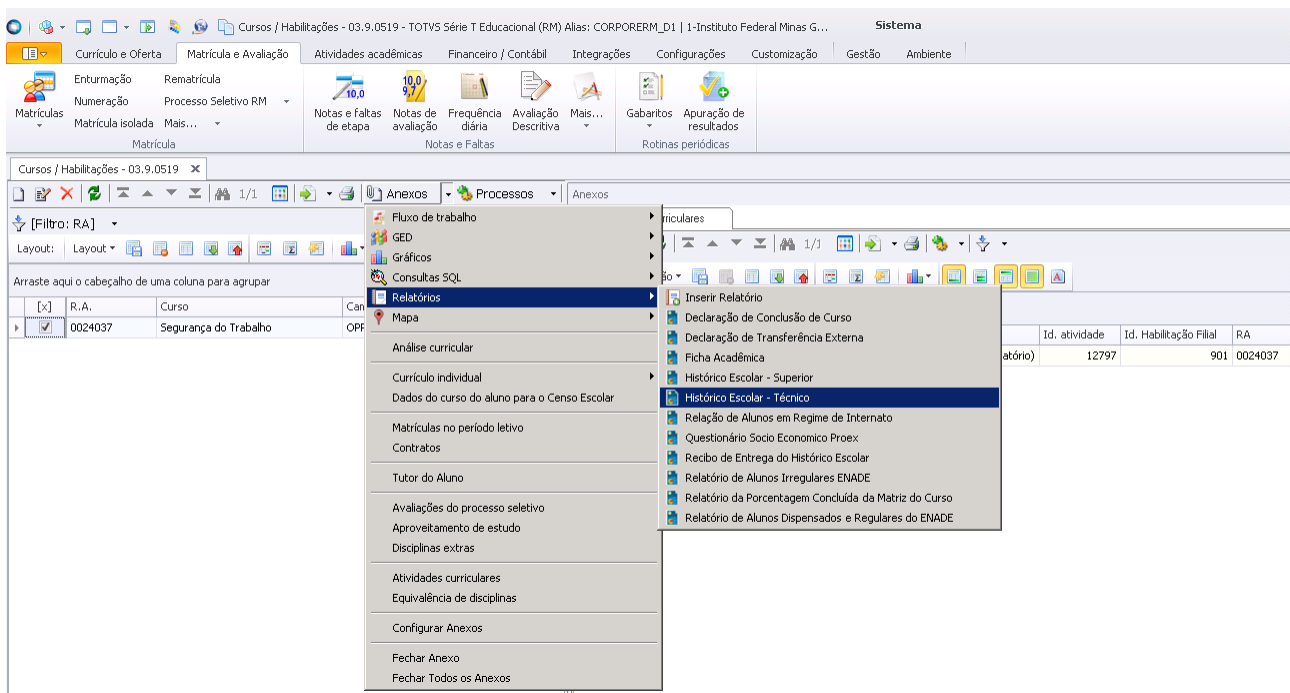 Cursos / Habilitações - 03.9.0519 - TOTVS Série T Educacional (RM) Alias: CORPORERM_D1 | 1-Instituto Federal Minas G...
Sistema
Currículo e Oferta
Matrícula e Avaliação
Atividades acadêmicas
Financeiro / Contábil
Integrações
Configurações
Customização
Gestão
Ambiente
Matrículas
Enturmação
Rematrícula
Numeração
Processo Seletivo RM
Matrícula isolada
Mais...
Matrícula
10,0
Notas e faltas
de etapa
10,0
9,7
Notas de
avaliação
Frequência
diária
Avaliação
Descritiva
Mais...
Notas e Faltas
Gabaritos
Apuração de
resultados
Rotinas periódicas
Cursos / Habilitações - 03.9.0519
1/1
Anexos
Processos
Anexos
[Filtro: RA]
Layout:
Layout
Arraste aqui o cabeçalho de uma coluna para agrupar
[x]
R.A.
Curso
Cam
0024037
Segurança do Trabalho
OPF
Fluxo de trabalho
GED
Gráficos
Consultas SQL
Relatórios
Mapa
Análise curricular
Currículo individual
Dados do curso do aluno para o Censo Escolar
Matrículas no período letivo
Contratos
Tutor do Aluno
Avaliações do processo seletivo
Aproveitamento de estudo
Disciplinas extras
Atividades curriculares
Equivalência de disciplinas
Configurar Anexos
Fechar Anexo
Fechar Todos os Anexos
rriculares
1/1
Inserir Relatório
Declaração de Conclusão de Curso
Declaração de Transferência Externa
Ficha Acadêmica
Histórico Escolar - Superior
Histórico Escolar - Técnico
Relação de Alunos em Regime de Internato
Questionário Socio Economico Proex
Recibo de Entrega do Histórico Escolar
Relatório de Alunos Irregulares ENADE
Relatório da Porcentagem Concluída da Matriz do Curso
Relatório de Alunos Dispensados e Regulares do ENADE
Id. atividade
Id. Habilitação Filial
RA
atório)
12797
901
0024037